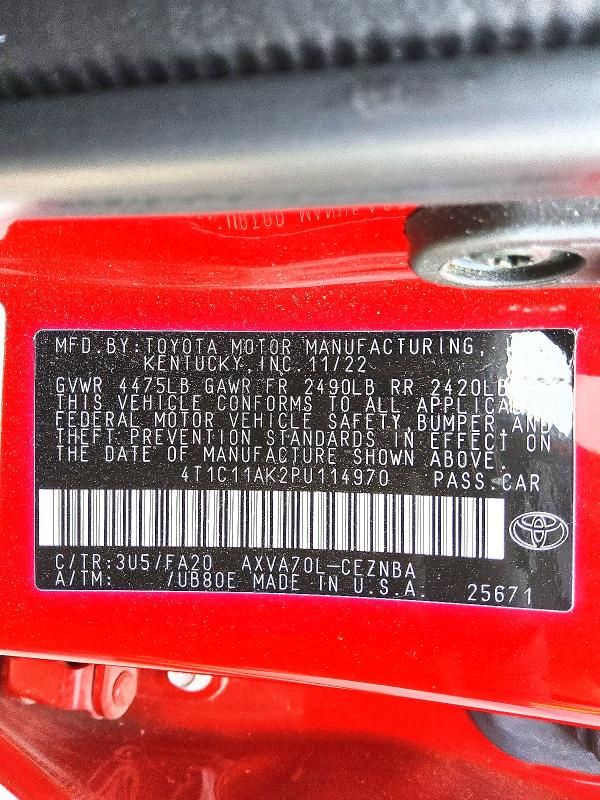 MFD.BY:TOYOTA MOTOR MANUFACTURING,
KENTUCKY,INC.11/22
GVWR 4475LB GAWR FR 2490LB RR 2420LB
THIS VEHICLE CONFORMS TO ALL
FEDERAL MOTOR VEHICLE SAFETY,BUMPER,AND
THEFT PREVENTION STANDARDS IN EFFECT ON
THE DATE OF MANUFACTURE SHOWN ABOVE.
4T1C11AK2PU114970 PASS.CAR
C/TR:3U5/FA20 AXVA70L-CEZNBA
A/TM: /UB80E MADE IN U.S.A. 25671